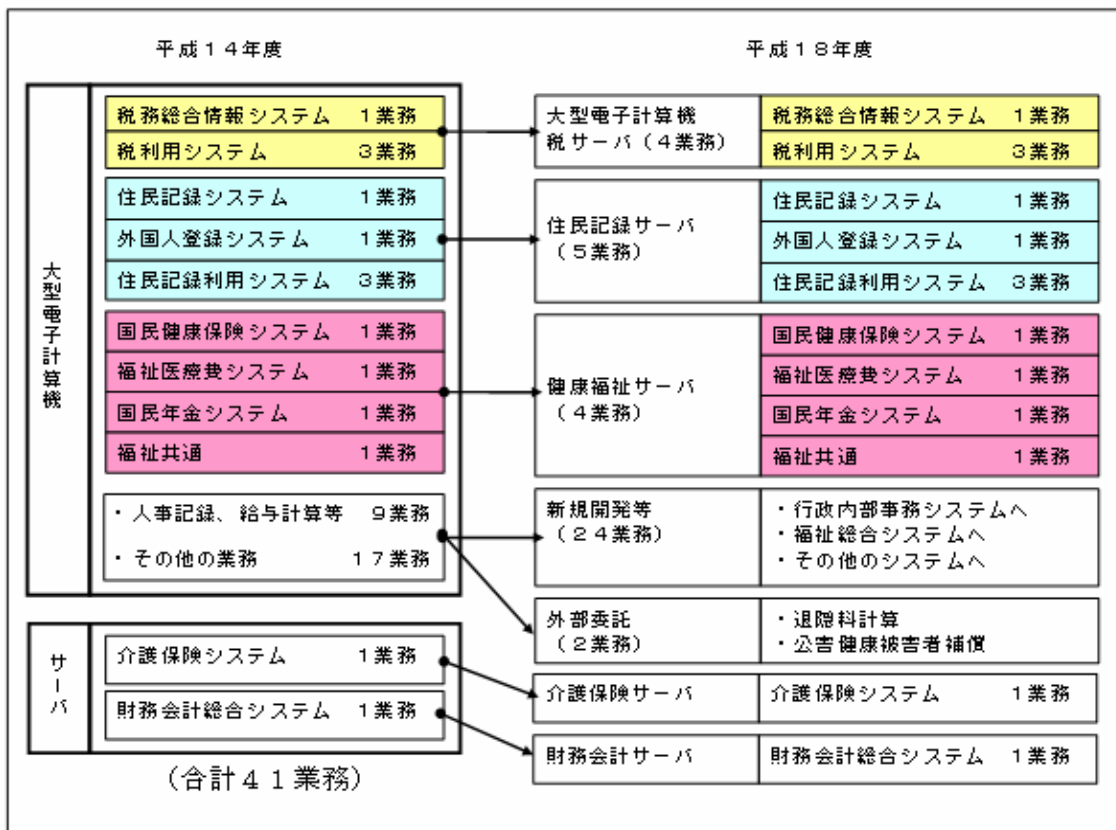 平成１４年度
大型電子計算機
税務総合情報システム　１業務
税利用システム　３業務
住民記録システム　１業務
外国人登録システム　１業務
住民記録利用システム　３業務
国民健康保険システム　１業務
福祉医療費システム　１業務
国民年金システム　１業務
福祉共通　１業務
・人事記録、給与計算等　９業務
・その他の業務　１７業務
サーバ
介護保険システム　１業務
財務会計総合システム　１業務
（合計４１業務）
平成１８年度
大型電子計算機
税サーバ（４業務）
税務総合情報システム　１業務
税利用システム　３業務
住民記録サーバ
（５業務）
住民記録システム　１業務
外国人登録システム　１業務
住民記録利用システム　３業務
健康福祉サーバ
（４業務）
国民健康保険システム　１業務
福祉医療費システム　１業務
国民年金システム　１業務
福祉共通　１業務
新規開発等
（２４業務）
・行政内部事務システムへ
・福祉総合システムへ
・その他のシステムへ
外部委託
（２業務）
・退隠料計算
・公害健康被害者補償
介護保険サーバ
介護保険システム　１業務
財務会計サーバ
財務会計総合システム　１業務